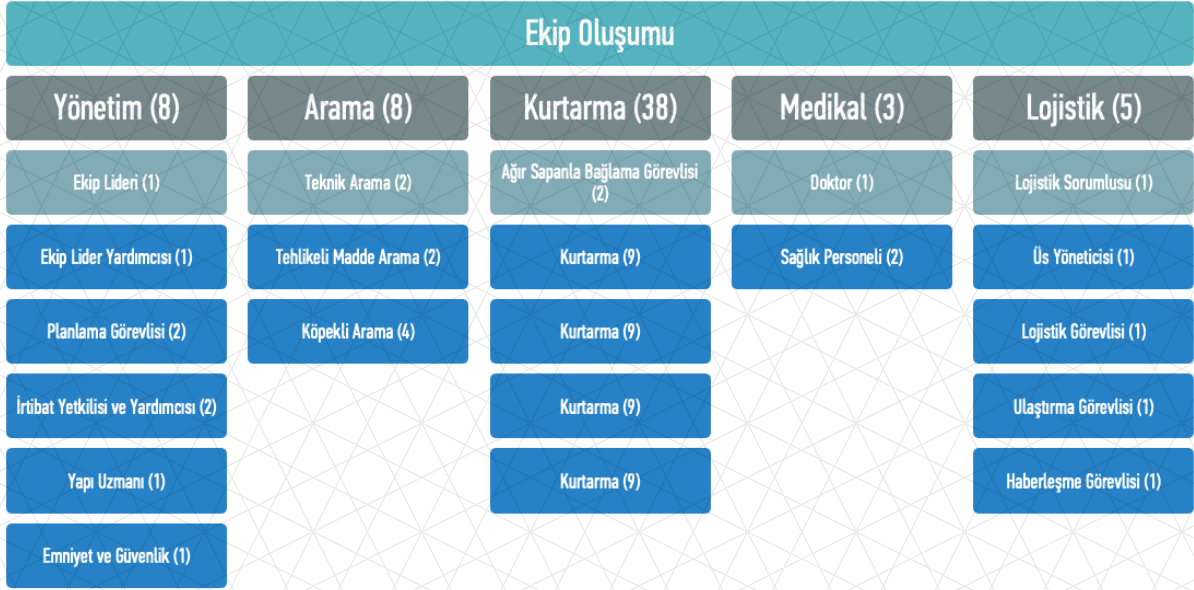 Ekip Oluşumu
Yönetim (8)
Ekip Lideri (1)
Ekip Lider Yardımcısı (1)
Planlama Görevlisi (2)
İrtibat Yetkilisi ve Yardımcısı (2)
Yapı Uzmanı (1)
Emniyet ve Güvenlik (1)
Arama (8)
Teknik Arama (2)
Tehlikeli Madde Arama (2)
Köpekli Arama (4)
Kurtarma (38)
Ağır Sapanla Bağlama Görevlisi
(2)
Kurtarma (9)
Kurtarma (9)
Kurtarma (9)
Kurtarma (9)
Medikal (3)
Doktor (1)
Sağlık Personeli (2)
Lojistik (5)
Lojistik Sorumlusu (1)
Üs Yöneticisi (1)
Lojistik Görevlisi (1)
Ulaştırma Görevlisi (1)
Haberleşme Görevlisi (1)